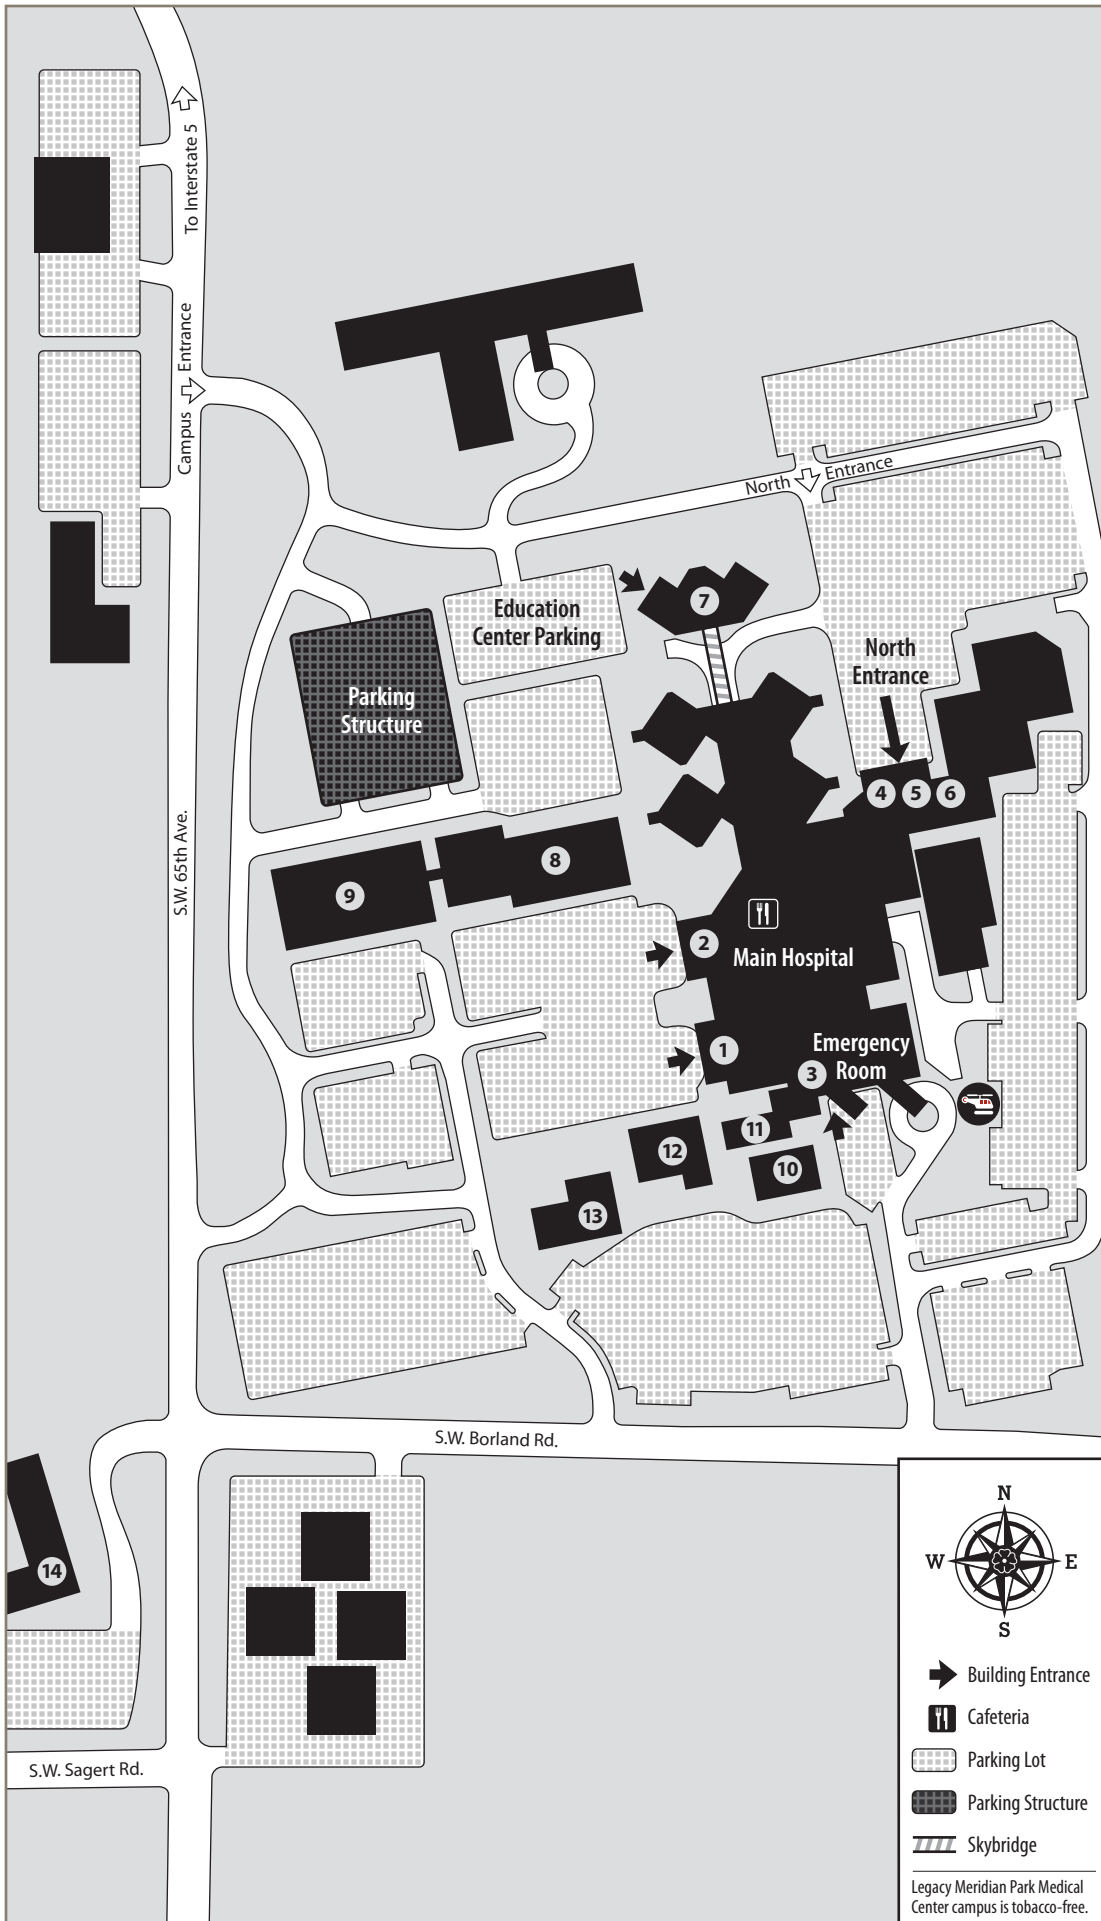 To Interstate 5
Campus Entrance
North Entrance
7
Education
Center Parking
North
Entrance
Parking
Structure
4 5 6
8
9
2
Main Hospital
S.W. 65th Ave.
1
Emergency
Room
3
11
12
10
13
S.W. Borland Rd.
14
S.W. Sagert Rd.
N
W E
S
Building Entrance
Cafeteria
Parking Lot
Parking Structure
Skybridge
Legacy Meridian Park Medical
Center campus is tobacco-free.